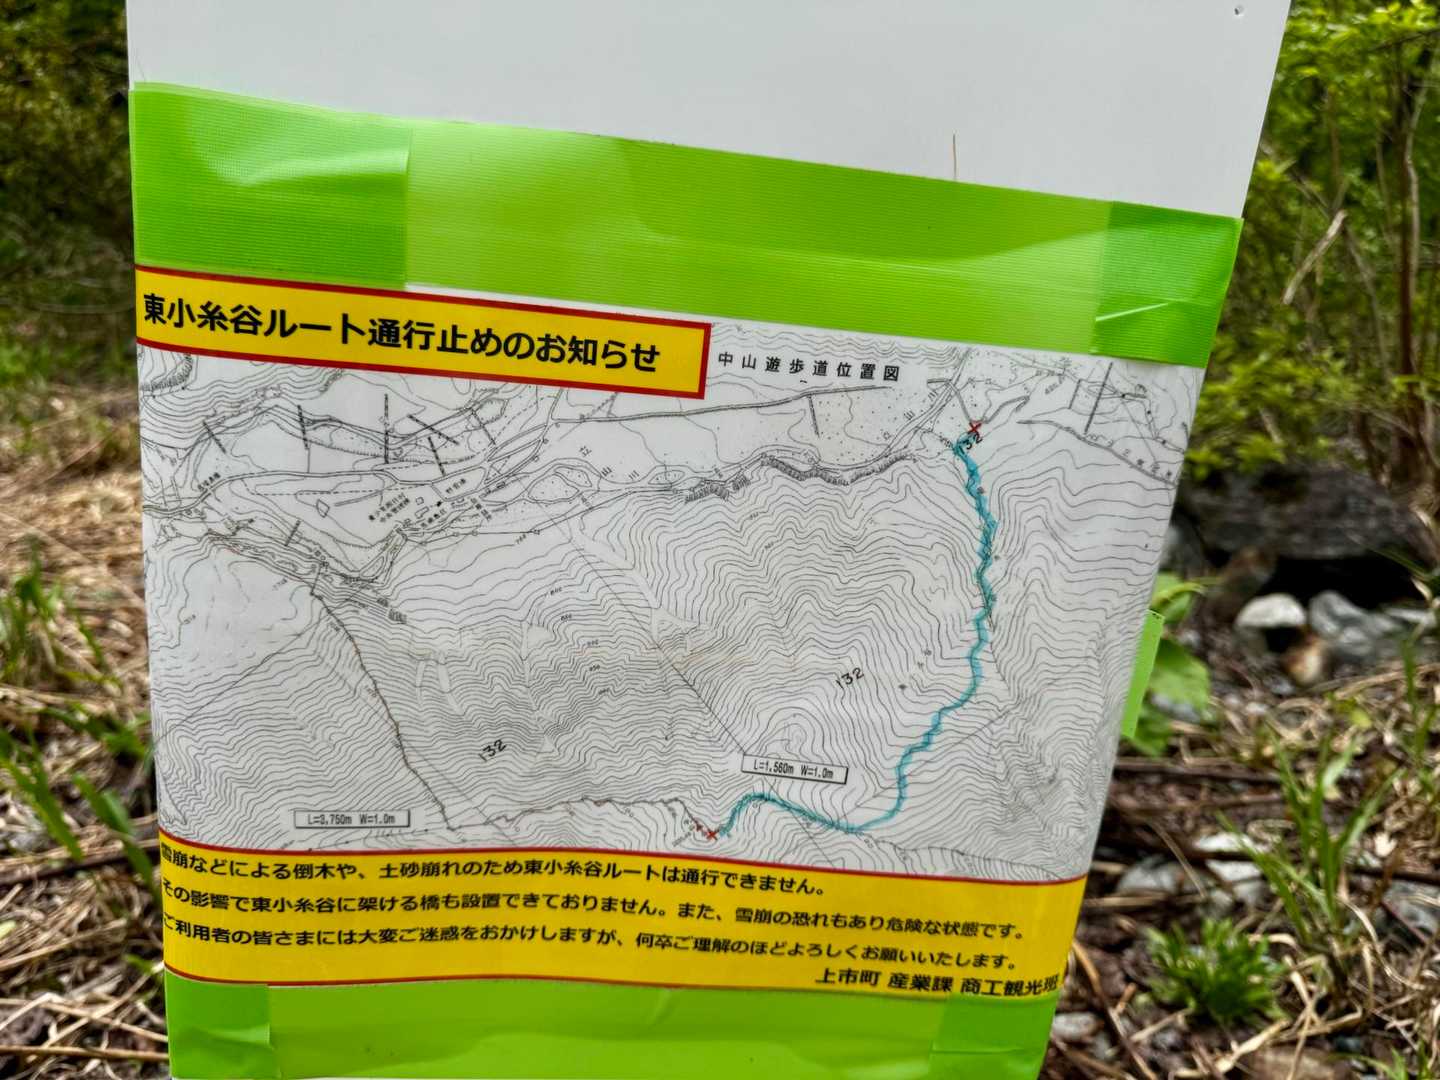 東小糸谷ルート通行止めのお知らせ
中山遊歩道位置図
132
立山川
132
132
L=1,560m W=1.0m
L=3,750m W=1.0m
雪崩などによる倒木や、土砂崩れのため東小糸谷ルートは通行できません。
その影響で東小糸谷に架ける橋も設置できておりません。また、雪崩の恐れもあり危険な状態です。
ご利用者の皆さまには大変ご迷惑をおかけしますが、何卒ご理解のほどよろしくお願いいたします。
上市町 産業課 商工観光班